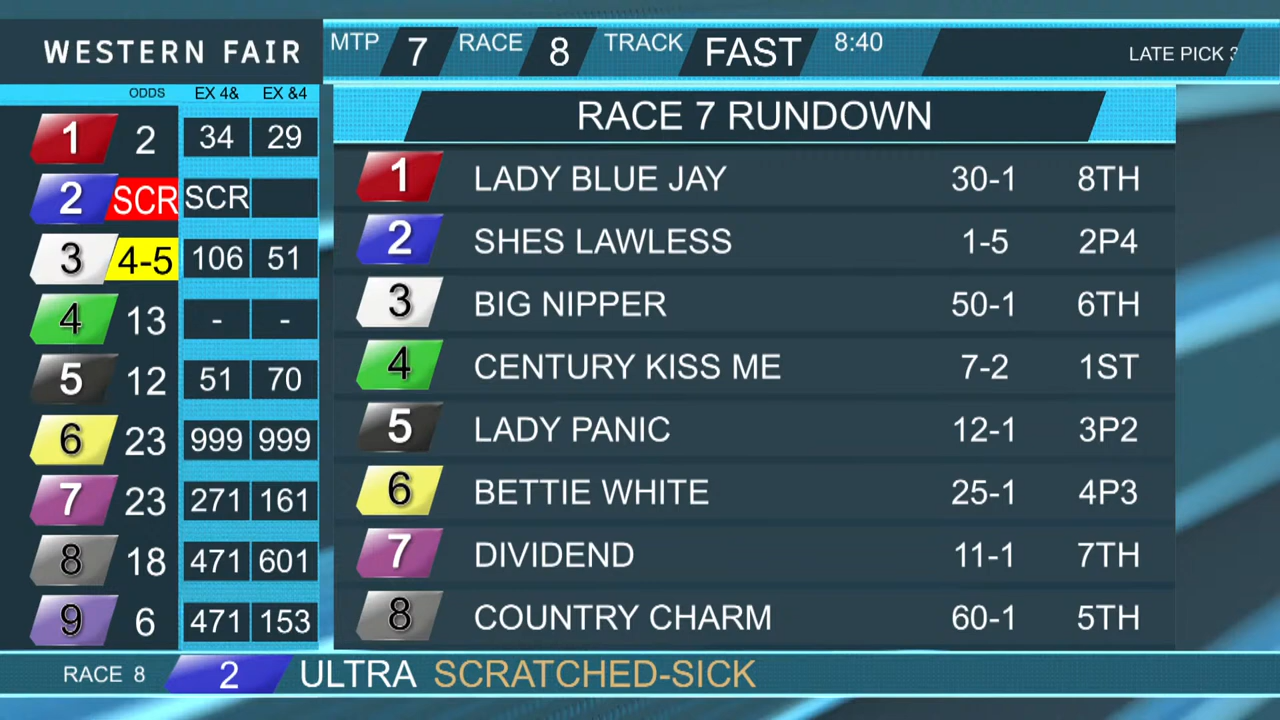 WESTERN FAIR
MTP 7 RACE 8 TRACK FAST 8:40 LATE PICK 3
ODDS EX 4& EX &4
1 2 34 29
2 SCR SCR
3 4-5 106 51
4 13 - -
5 12 51 70
6 23 999 999
7 23 271 161
8 18 471 601
9 6 471 153
RACE 7 RUNDOWN
1 LADY BLUE JAY 30-1 8TH
2 SHES LAWLESS 1-5 2P4
3 BIG NIPPER 50-1 6TH
4 CENTURY KISS ME 7-2 1ST
5 LADY PANIC 12-1 3P2
6 BETTIE WHITE 25-1 4P3
7 DIVIDEND 11-1 7TH
8 COUNTRY CHARM 60-1 5TH
RACE 8 2 ULTRA SCRATCHED-SICK